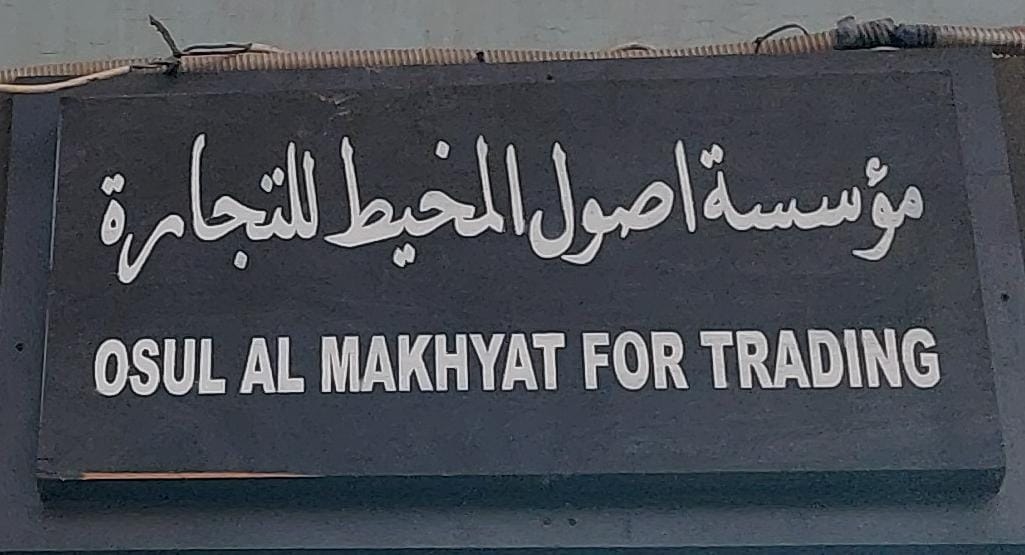 مؤسسة اصول المخيط للتجارة
OSUL AL MAKHYAT FOR TRADING